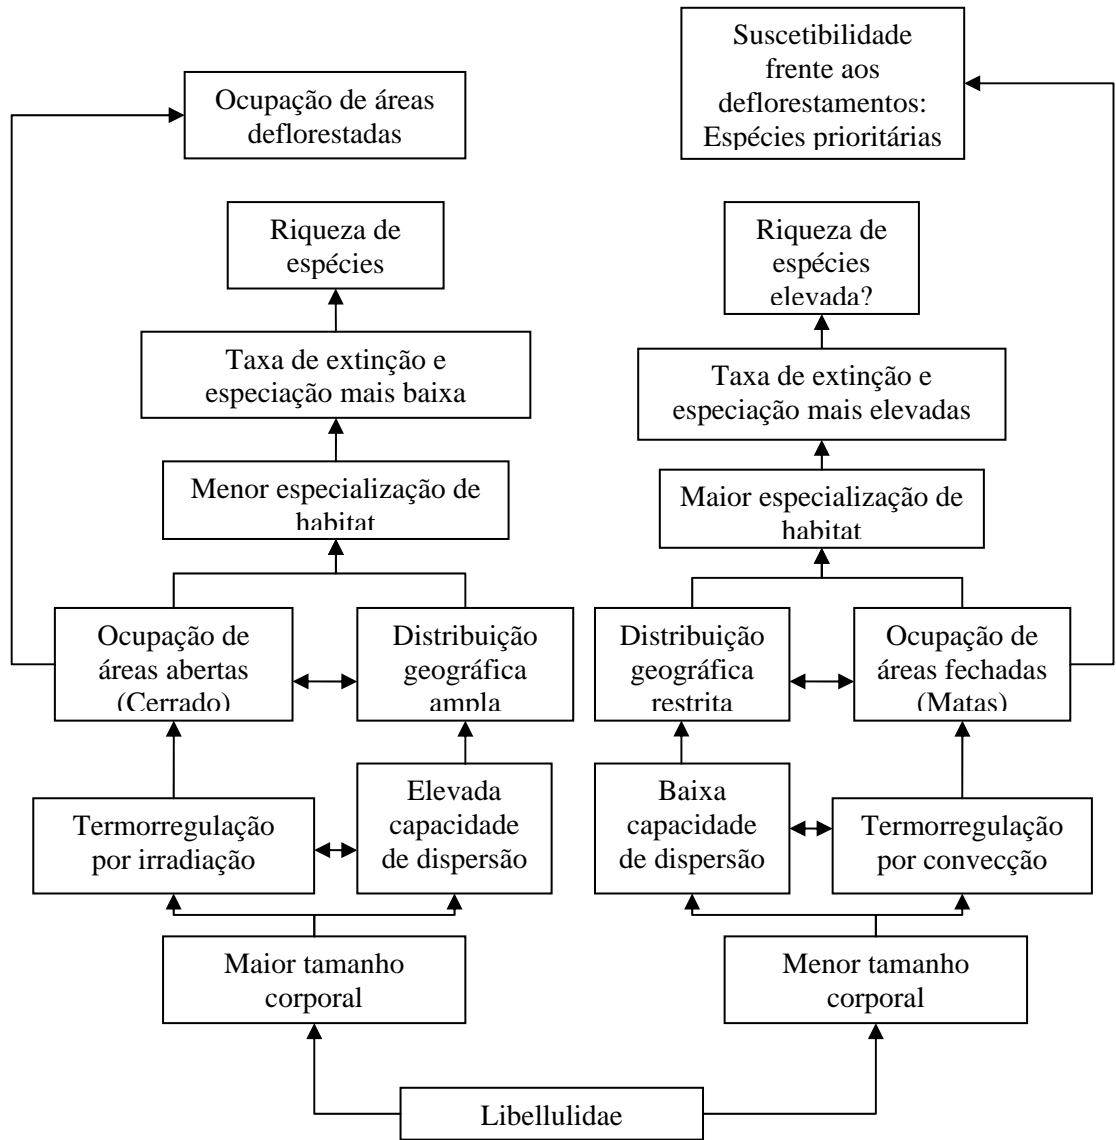 Suscetibilidade
frente aos
deflorestamentos:
Espécies prioritárias
Ocupação de áreas
deflorestadas
Riqueza de
espécies
Riqueza de
espécies
elevada?
Taxa de extinção e
especiação mais baixa
Taxa de extinção e
especiação mais elevadas
Menor especialização de
habitat
Maior especialização de
habitat
Ocupação de
áreas abertas
(Cerrado)
Distribuição
geográfica
ampla
Distribuição
geográfica
restrita
Ocupação de
áreas fechadas
(Matas)
Termorregulação
por irradiação
Elevada
capacidade
de dispersão
Baixa
capacidade
de dispersão
Termorregulação
por convecção
Maior tamanho
corporal
Menor tamanho
corporal
Libellulidae